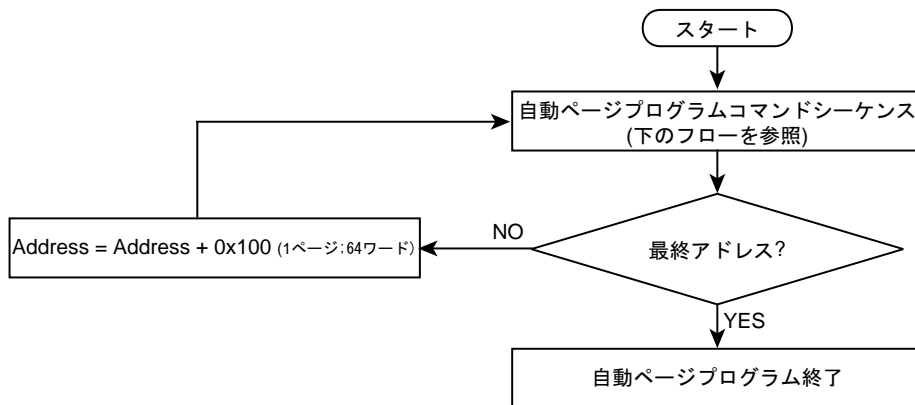 スタート
自動ページプログラムコマンドシーケンス
(下のフローを参照)
最終アドレス?
NO
Address = Address + 0x100 (1ページ;64ワード)
YES
自動ページプログラム終了